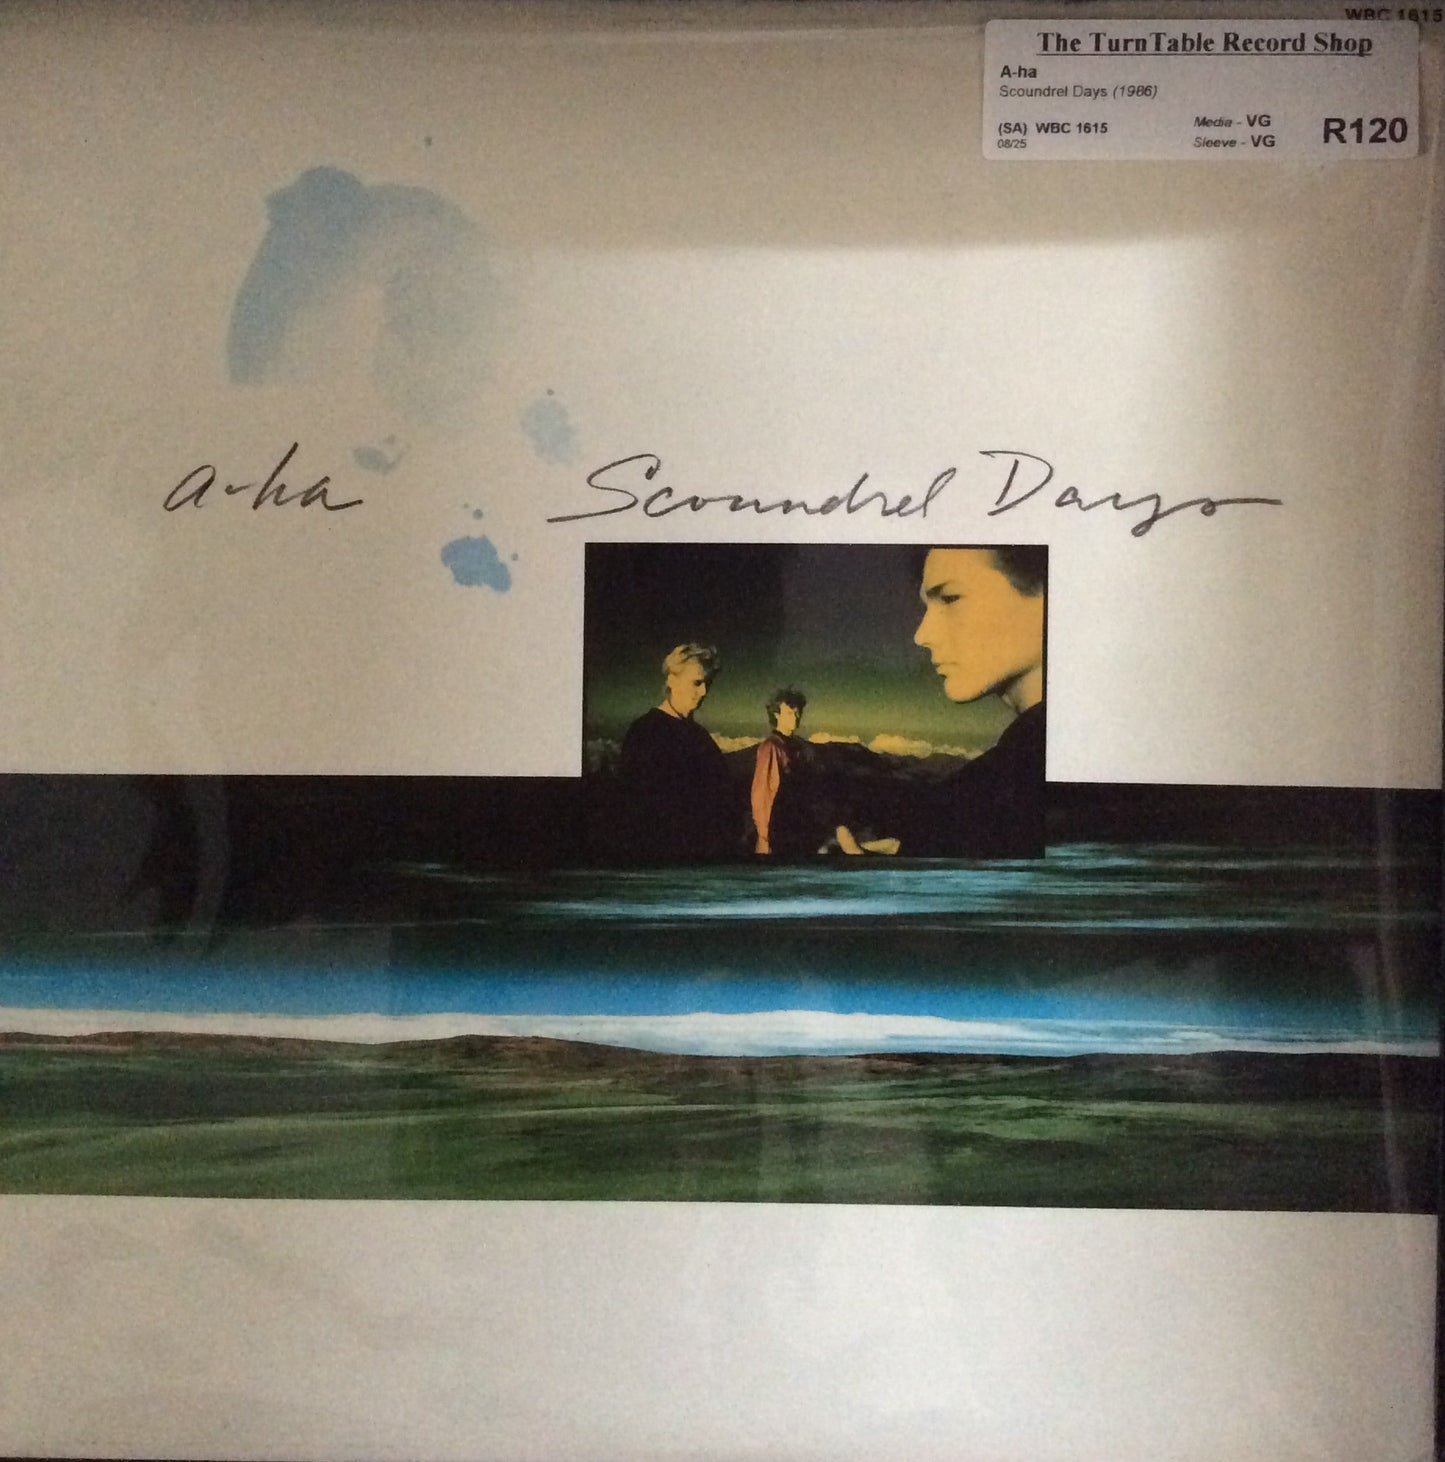 WBC 1615
The TurnTable Record Shop
A-ha
Scoundrel Days (1986)
(SA) WBC 1615 Media - VG R120
08/25 Sleeve - VG
a-ha Scoundrel Days